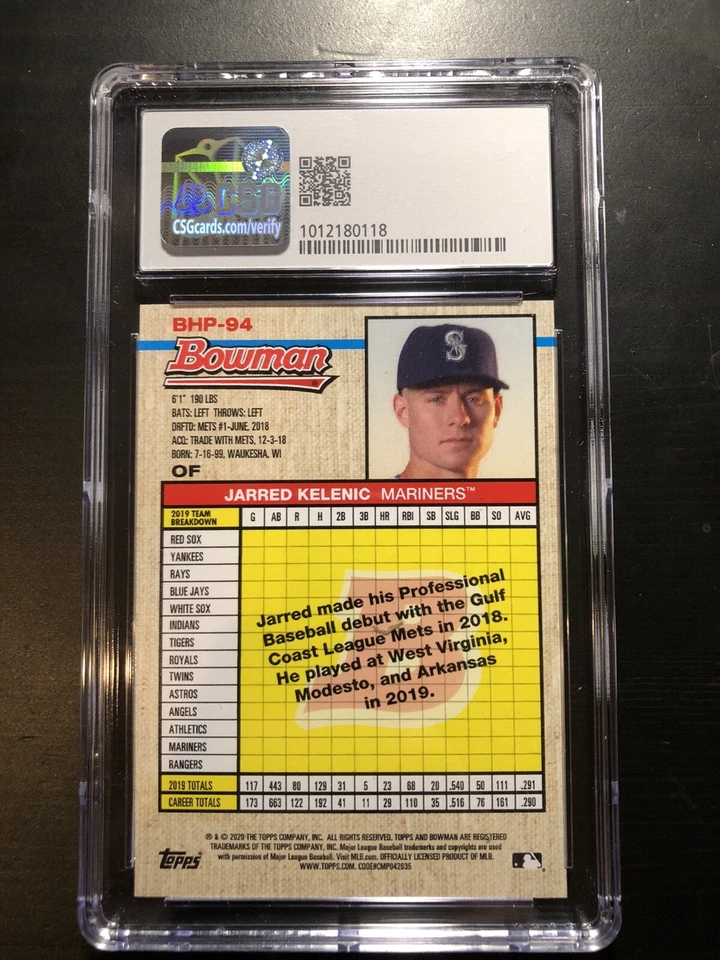 CSG
CSGcards.com/verify
1012180118
BHP-94
Bowman®
6'1" 190 LBS
BATS: LEFT THROWS: LEFT
DRFTD: METS #1-JUNE, 2018
ACQ: TRADE WITH METS, 12-3-18
BORN: 7-16-99, WAUKESHA, WI
OF
S
JARRED KELENIC MARINERS™
2019 TEAM BREAKDOWN G AB R H 2B 3B HR RBI SB SLG BB SO AVG
RED SOX
YANKEES
RAYS
BLUE JAYS
WHITE SOX
INDIANS
TIGERS
ROYALS
TWINS
ASTROS
ANGELS
ATHLETICS
MARINERS
RANGERS
B
Jarred made his Professional
Baseball debut with the Gulf
Coast League Mets in 2018.
He played at West Virginia,
Modesto, and Arkansas
in 2019.
2019 TOTALS 117 443 80 129 31 5 23 68 20 .540 50 111 .291
CAREER TOTALS 173 663 122 192 41 11 29 110 35 .516 76 161 .290
® & © 2020 THE TOPPS COMPANY, INC. ALL RIGHTS RESERVED. TOPPS AND BOWMAN ARE REGISTERED
TRADEMARKS OF THE TOPPS COMPANY, INC. Major League Baseball trademarks and copyrights are used
with permission of Major League Baseball. Visit MLB.com. OFFICIALLY LICENSED PRODUCT OF MLB.
WWW.TOPPS.COM. CODE#CMP042635
Topps